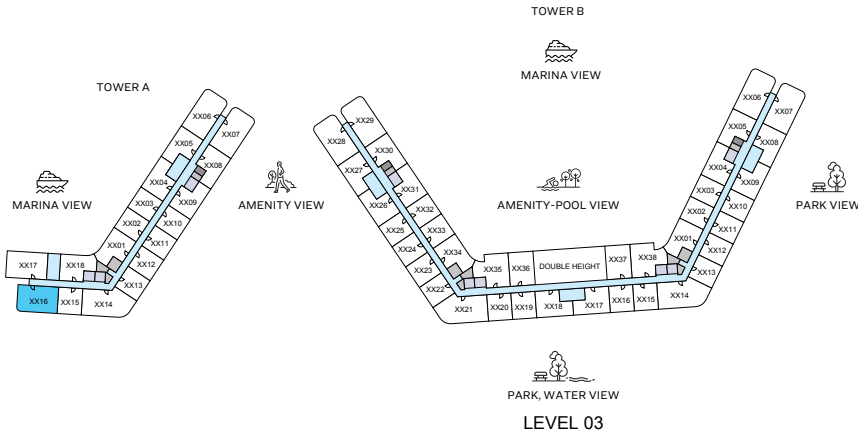 TOWER B
MARINA VIEW
TOWER A
MARINA VIEW
AMENITY VIEW
AMENITY-POOL VIEW
PARK VIEW
XX06
XX07
XX05
XX08
XX04
XX09
XX03
XX10
XX02
XX11
XX01
XX12
XX13
XX17
XX18
XX16
XX15
XX14
XX29
XX28
XX30
XX27
XX31
XX26
XX32
XX25
XX33
XX24
XX34
XX23
XX22
XX21
XX35
XX36
DOUBLE HEIGHT
XX37
XX38
XX20
XX19
XX18
XX17
XX16
XX15
XX14
XX06
XX07
XX05
XX08
XX04
XX09
XX03
XX10
XX02
XX11
XX01
XX12
XX13
PARK, WATER VIEW
LEVEL 03